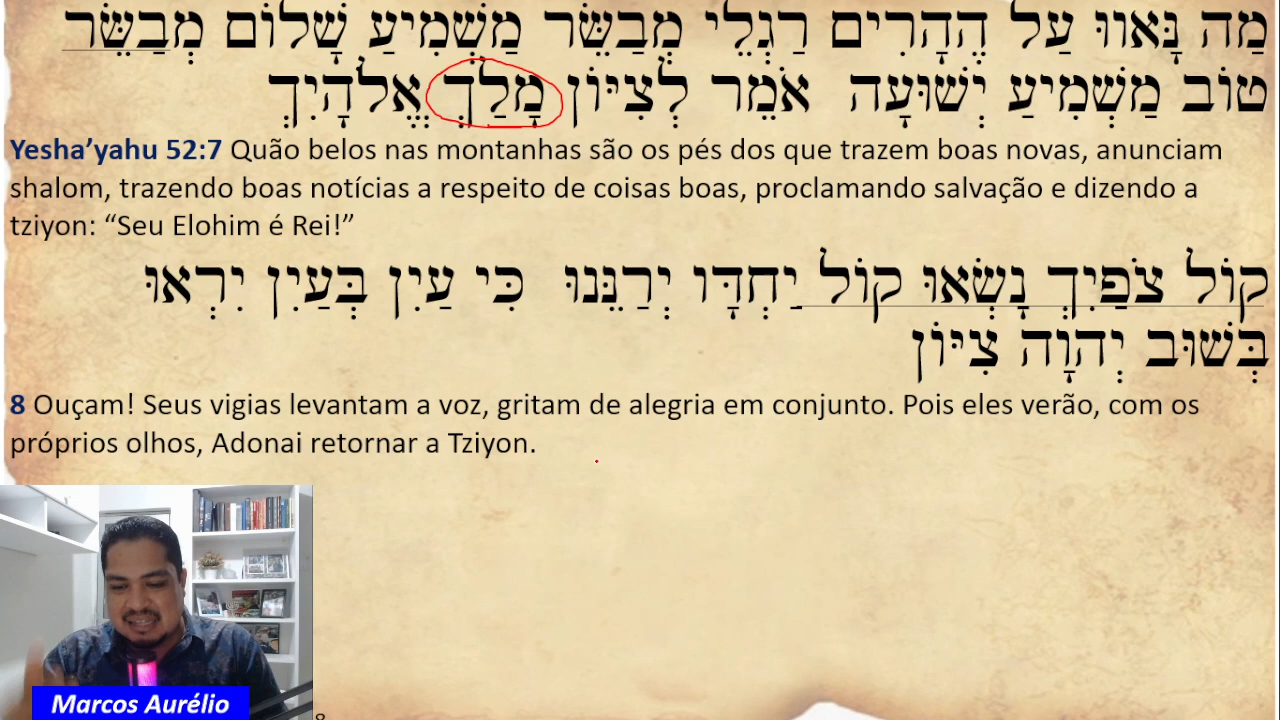 מַה נָּאווּ עַל הֶהָרִים רַגְלֵי מְבַשֵּׂר מַשְׁמִיעַ שָׁלוֹם מְבַשֵּׂר
טוֹב מַשְׁמִיעַ יְשׁוּעָה אֹמֵר לְצִיּוֹן מָלַךְ אֱלֹהָיִךְ
Yesha’yahu 52:7 Quão belos nas montanhas são os pés dos que trazem boas novas, anunciam
shalom, trazendo boas notícias a respeito de coisas boas, proclamando salvação e dizendo a
tziyon: “Seu Elohim é Rei!”
קוֹל צֹפַיִךְ נָשְׂאוּ קוֹל יַחְדָּו יְרַנֵּנוּ כִּי עַיִן בְּעַיִן יִרְאוּ
בְּשׁוּב יְהוָה צִיּוֹן
8 Ouçam! Seus vigias levantam a voz, gritam de alegria em conjunto. Pois eles verão, com os
próprios olhos, Adonai retornar a Tziyon.
Marcos Aurélio
8